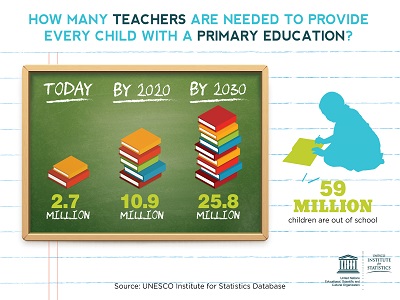 HOW MANY TEACHERS ARE NEEDED TO PROVIDE
EVERY CHILD WITH A PRIMARY EDUCATION?
TODAY BY 2020 BY 2030
2.7 10.9 25.8
MILLION MILLION MILLION
59
MILLION
children are out of school
UNESCO
INSTITUTE
for
STATISTICS
United Nations
Educational, Scientific and
Cultural Organization
Source: UNESCO Institute for Statistics Database